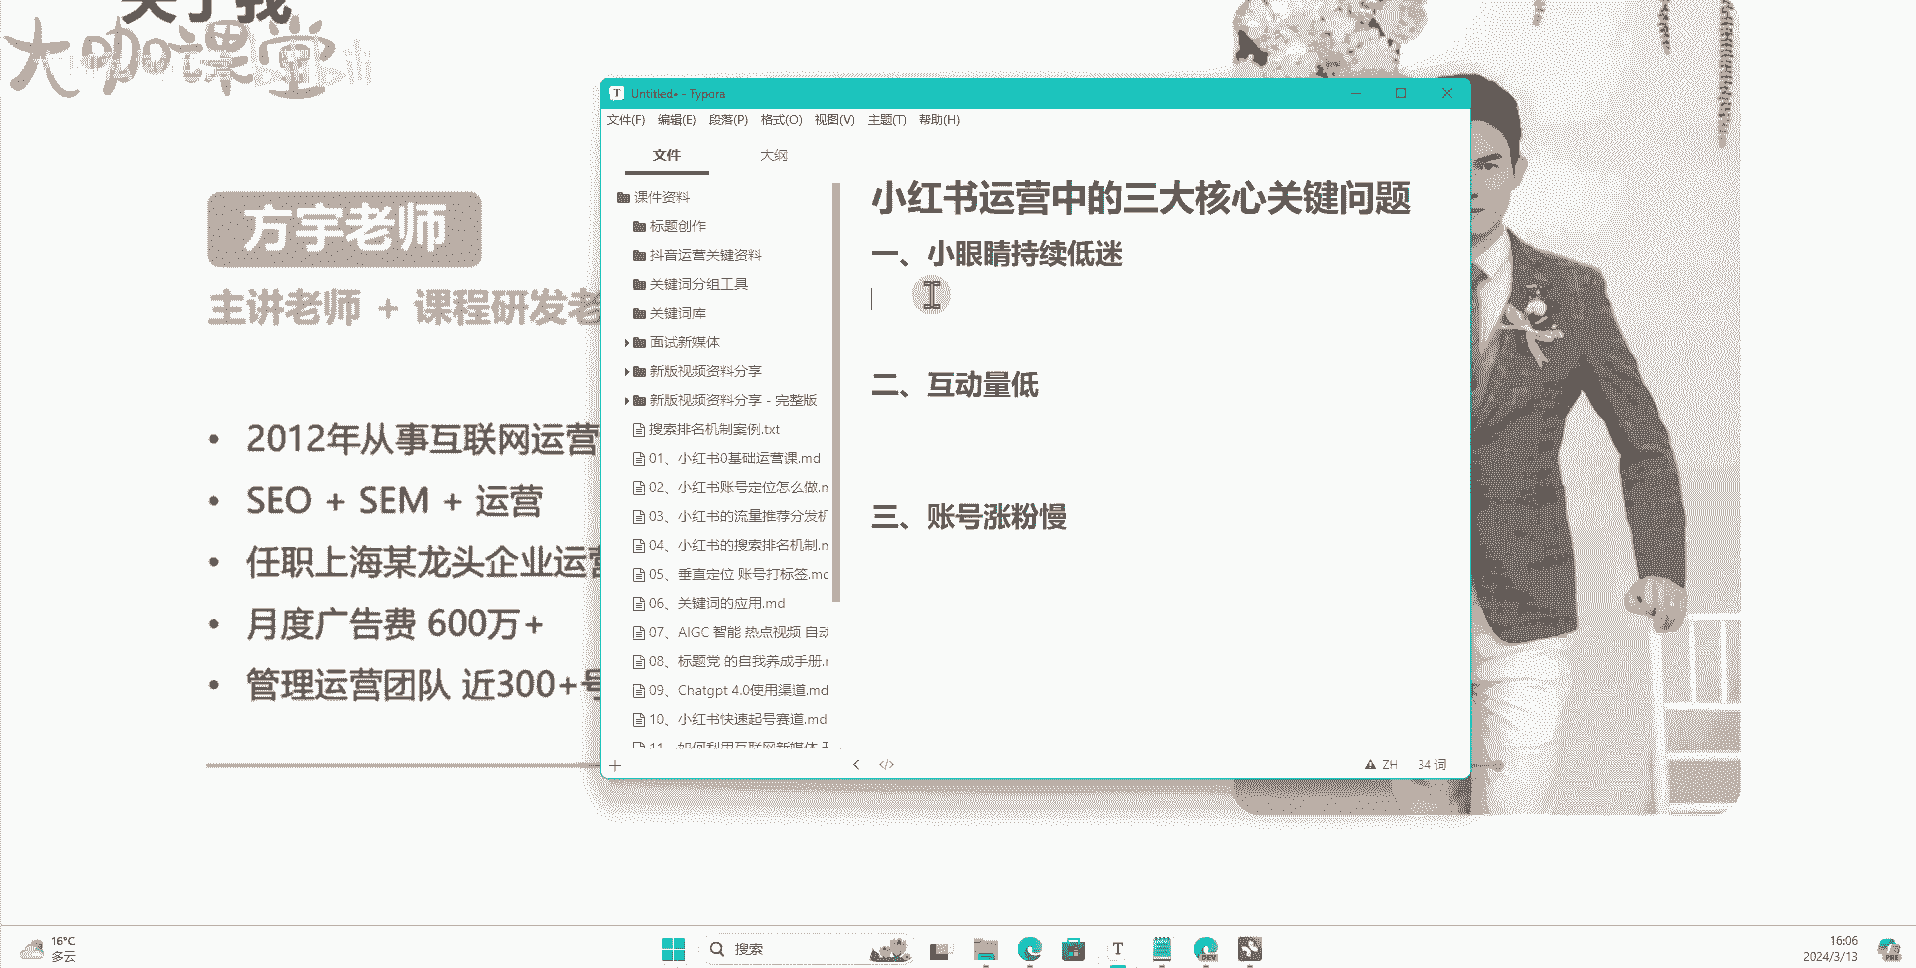 关于我
大咖课堂
bilibili
方宇老师
主讲老师 + 课程研发老
2012年从事互联网运营
SEO + SEM + 运营
任职上海某龙头企业运营
月度广告费 600万+
管理运营团队 近300+号
Untitled• - Typora
文件(F) 编辑(E) 段落(P) 格式(O) 视图(V) 主题(T) 帮助(H)
文件 大纲
课件资料
标题创作
抖音运营关键资料
关键词分组工具
关键词库
面试新媒体
新版视频资料分享
新版视频资料分享 - 完整版
搜索排名机制案例.txt
01、小红书0基础运营课.md
02、小红书账号定位怎么做.m
03、小红书的流量推荐分发机
04、小红书的搜索排名机制.m
05、垂直定位 账号打标签.md
06、关键词的应用.md
07、AIGC 智能 热点视频 自动
08、标题党 的自我养成手册.m
09、Chatgpt 4.0使用渠道.md
10、小红书快速起号赛道.md
11、如何利用互联网新媒体
小红书运营中的三大核心关键问题
一、小眼睛持续低迷
二、互动量低
三、账号涨粉慢
ZH 34 词
16°C
多云
搜索
T
DEV
16:06
2024/3/13
PRE